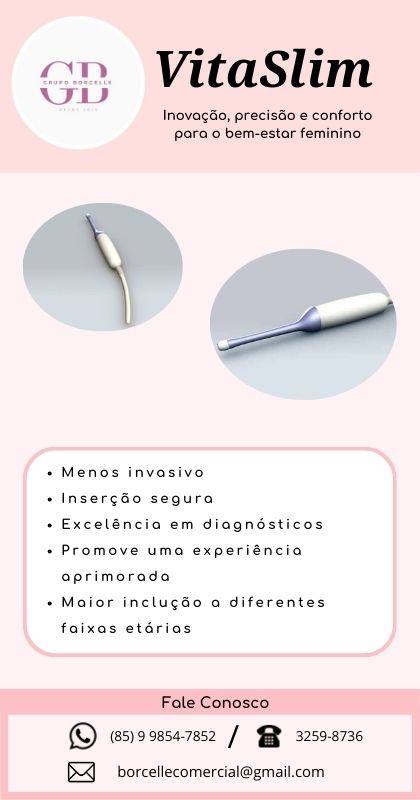 GB
GRUPO BORCELLE
VitaSlim
Inovação, precisão e conforto
para o bem-estar feminino
• Menos invasivo
• Inserção segura
• Excelência em diagnósticos
• Promove uma experiência
aprimorada
• Maior inclução a diferentes
faixas etárias
Fale Conosco
(85) 9 9854-7852 / 3259-8736
borcellecomercial@gmail.com